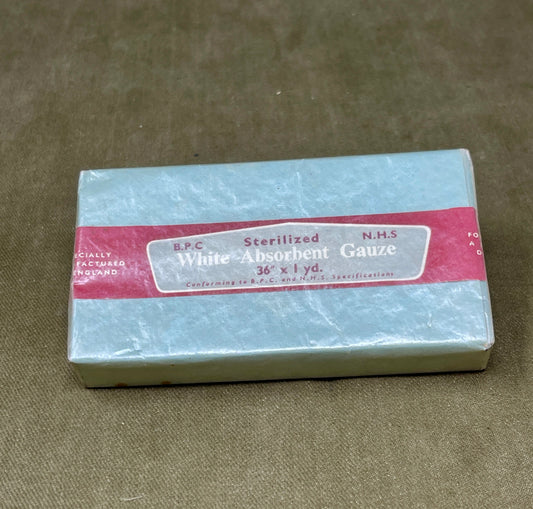 B.P.C Sterilized N.H.S
White Absorbent Gauze
36" x 1 yd.
Conforming to B.P.C. and N.H.S. Specifications
ECIALLY
FACTURED
ENGLAND
FO
A